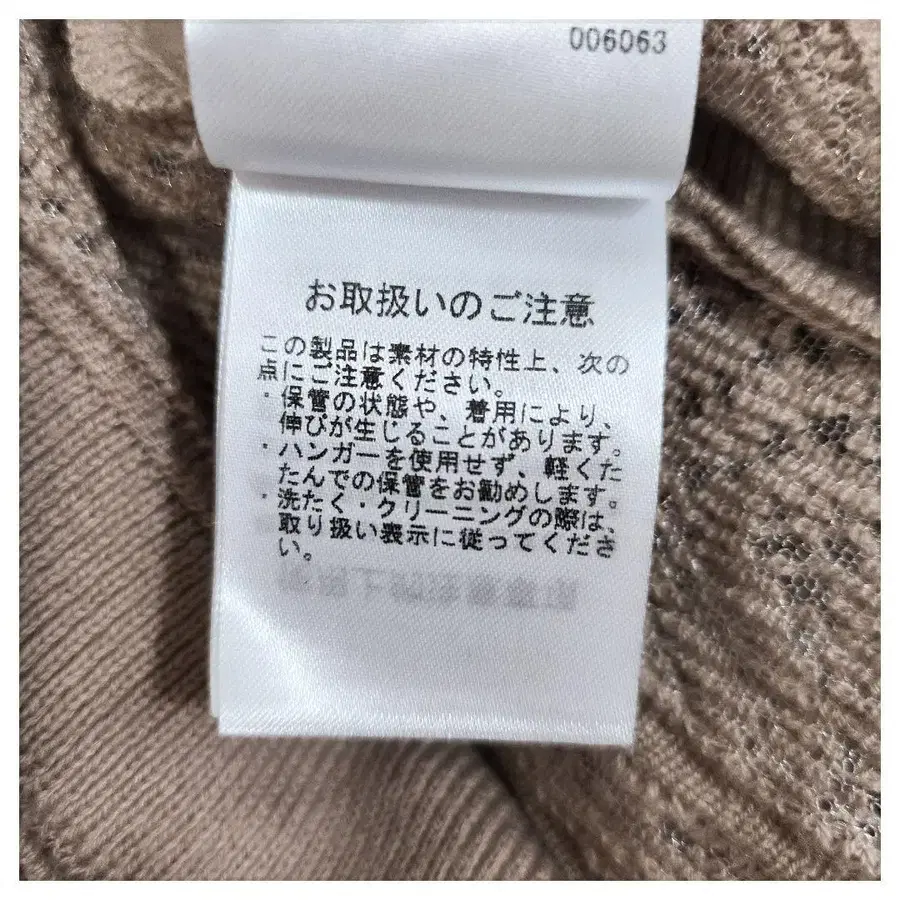 006063
お取扱いのご注意
この製品は素材の特性上、次の
点にご注意ください。
・保管の状態や、着用により、
伸びが生じることがあります。
・ハンガーを使用せず、軽くた
たんでの保管をお勧めします。
・洗たく・クリーニングの際は、
取り扱い表示に従ってくださ
い。